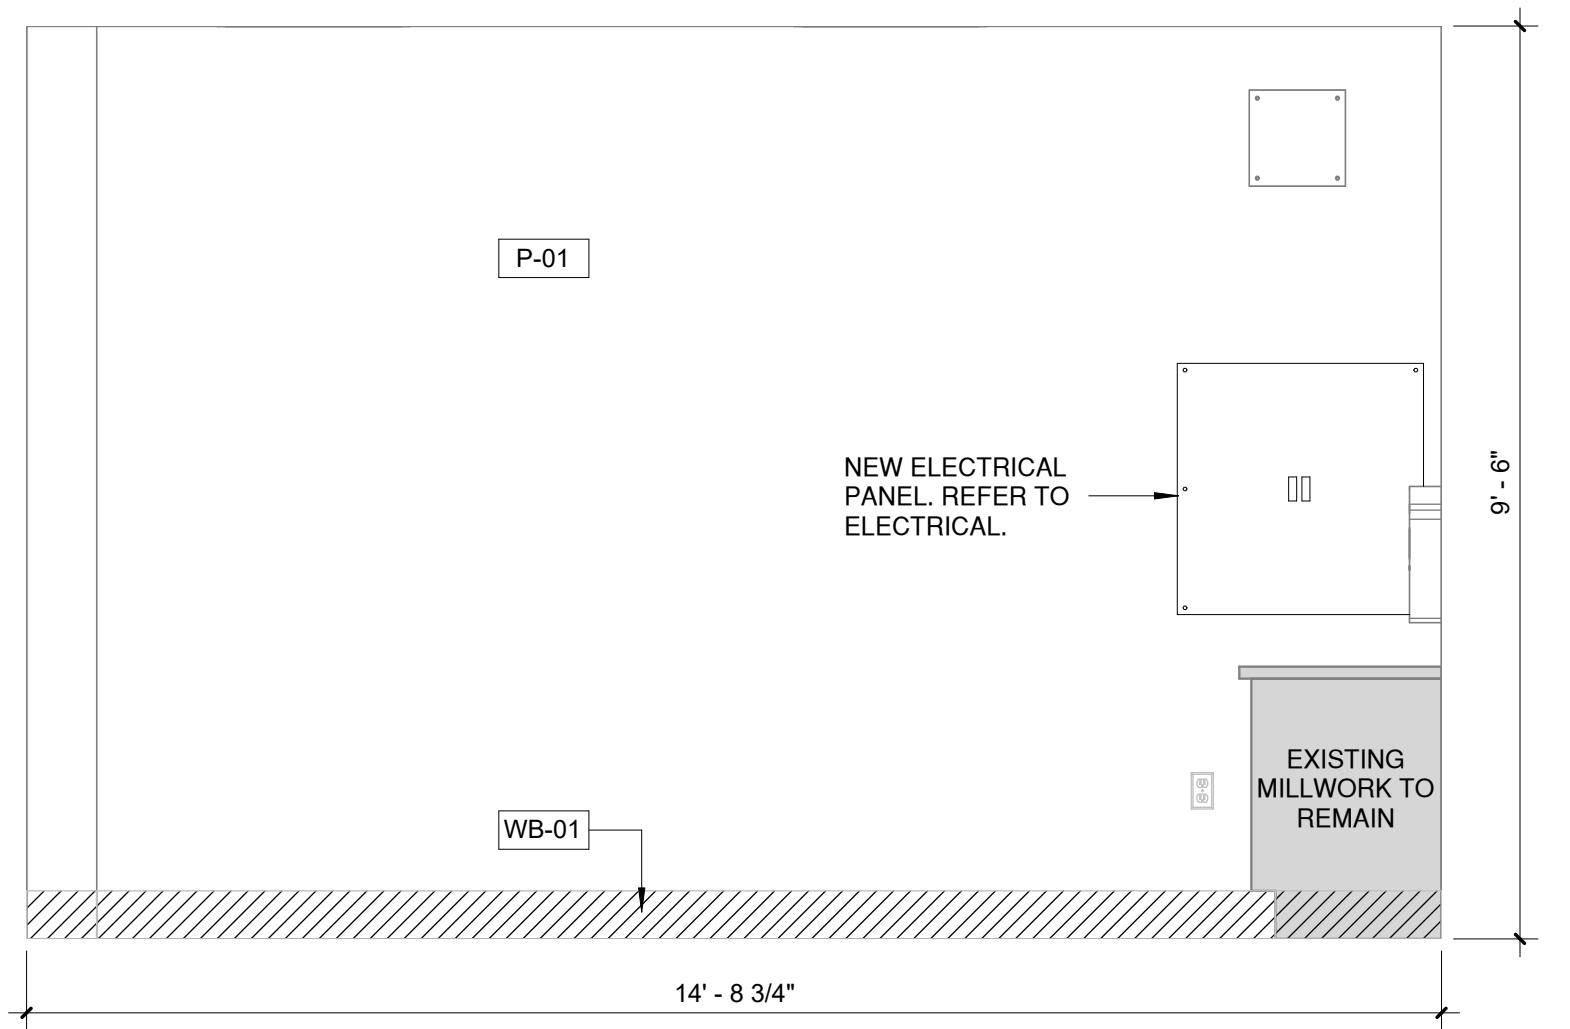 P-01
NEW ELECTRICAL
PANEL. REFER TO
ELECTRICAL.
9' - 6"
EXISTING
MILLWORK TO
REMAIN
WB-01
14' - 8 3/4"